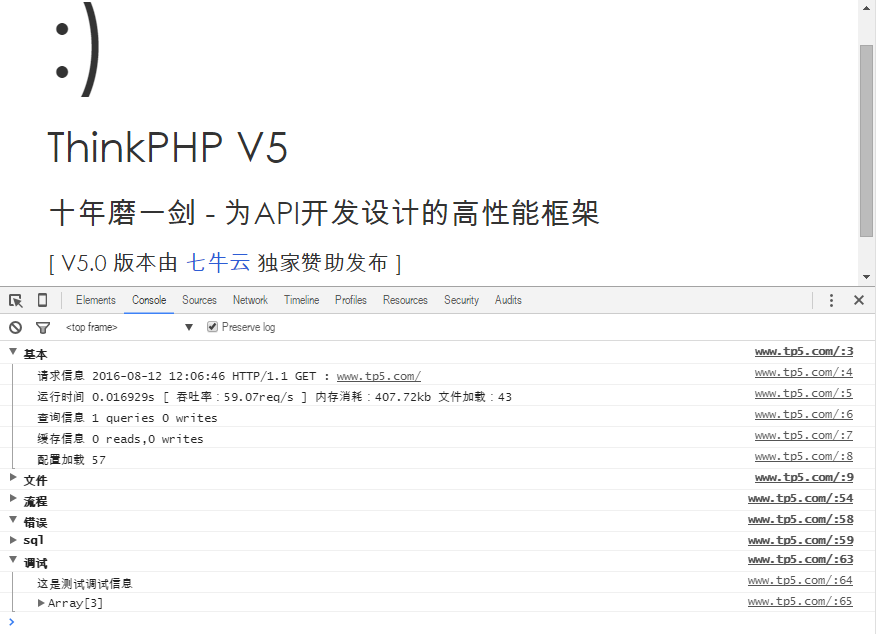 :)
ThinkPHP V5
十年磨一剑 - 为API开发设计的高性能框架
[ V5.0 版本由 七牛云 独家赞助发布 ]
Elements Console Sources Network Timeline Profiles Resources Security Audits
<top frame> Preserve log
基本 www.tp5.com/:3
请求信息 2016-08-12 12:06:46 HTTP/1.1 GET : www.tp5.com/ www.tp5.com/:4
运行时间 0.016929s [ 吞吐率：59.07req/s ] 内存消耗：407.72kb 文件加载：43 www.tp5.com/:5
查询信息 1 queries 0 writes www.tp5.com/:6
缓存信息 0 reads,0 writes www.tp5.com/:7
配置加载 57 www.tp5.com/:8
文件 www.tp5.com/:9
流程 www.tp5.com/:54
错误 www.tp5.com/:58
sql www.tp5.com/:59
调试 www.tp5.com/:63
这是测试调试信息 www.tp5.com/:64
Array[3] www.tp5.com/:65